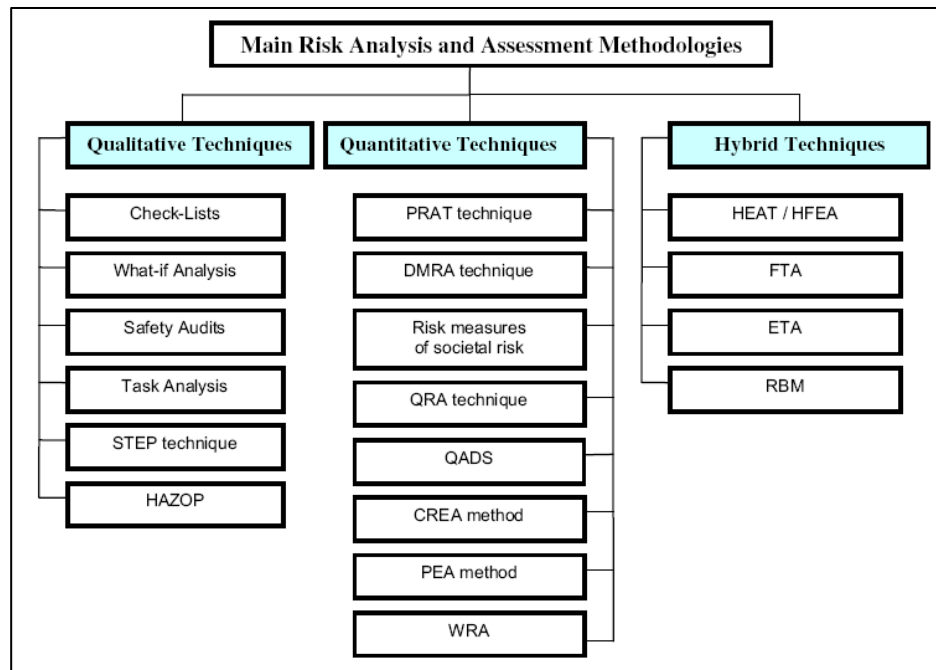 Main Risk Analysis and Assessment Methodologies
Qualitative Techniques
Check-Lists
What-if Analysis
Safety Audits
Task Analysis
STEP technique
HAZOP
Quantitative Techniques
PRAT technique
DMRA technique
Risk measures
of societal risk
QRA technique
QADS
CREA method
PEA method
WRA
Hybrid Techniques
HEAT / HFEA
FTA
ETA
RBM